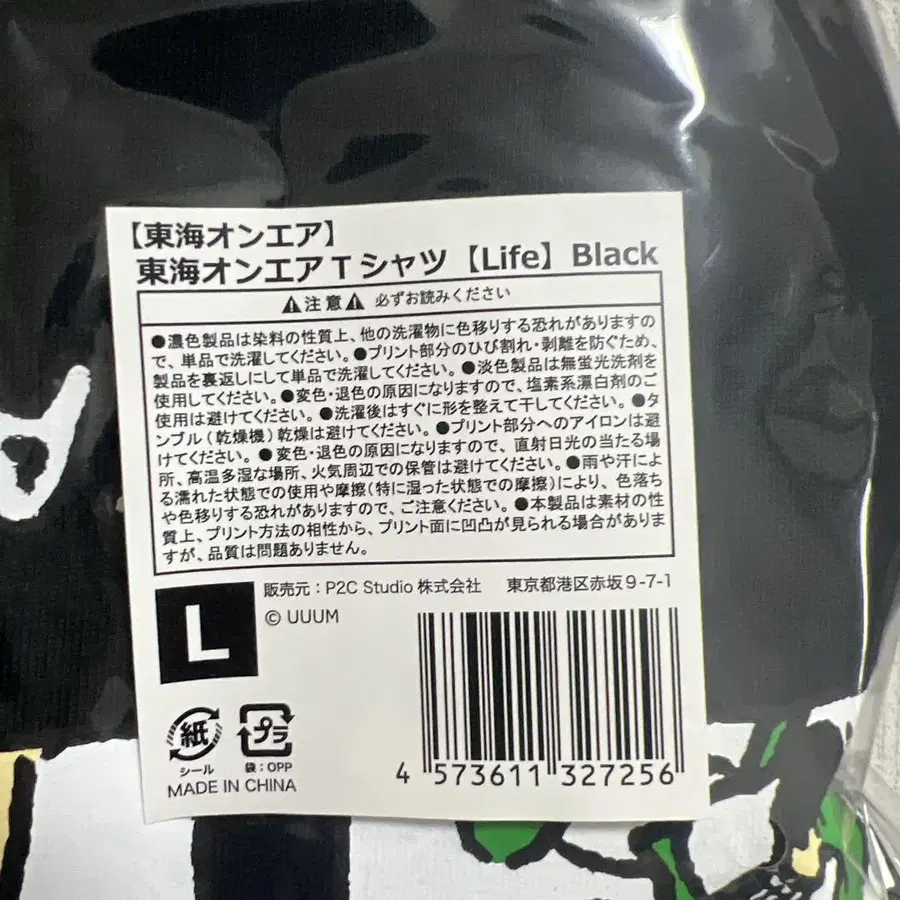 【東海オンエア】
東海オンエアTシャツ【Life】Black
⚠注意⚠ 必ずお読みください
●濃色製品は染料の性質上、他の洗濯物に色移りする恐れがありますの
で、単品で洗濯してください。●プリント部分のひび割れ・剥離を防ぐため、
製品を裏返しにして単品で洗濯してください。●淡色製品は無蛍光洗剤を
使用してください。●変色・退色の原因になりますので、塩素系漂白剤のご
使用は避けてください。●洗濯後はすぐに形を整えて干してください。●タ
ンブル(乾燥機)乾燥は避けてください。●プリント部分へのアイロンは避
けてください。●変色・退色の原因になりますので、直射日光の当たる場
所、高温多湿な場所、火気周辺での保管は避けてください。●雨や汗によ
る濡れた状態での使用や摩擦(特に湿った状態での摩擦)により、色落ち
や色移りする恐れがありますので、ご注意ください。●本製品は素材の性
質上、プリント方法の相性から、プリント面に凹凸が見られる場合がありま
すが、品質は問題ありません。
L
販売元:P2C Studio株式会社 東京都港区赤坂9-7-1
© UUUM
紙
シール
プラ
袋:OPP
MADE IN CHINA
4 573611 327256